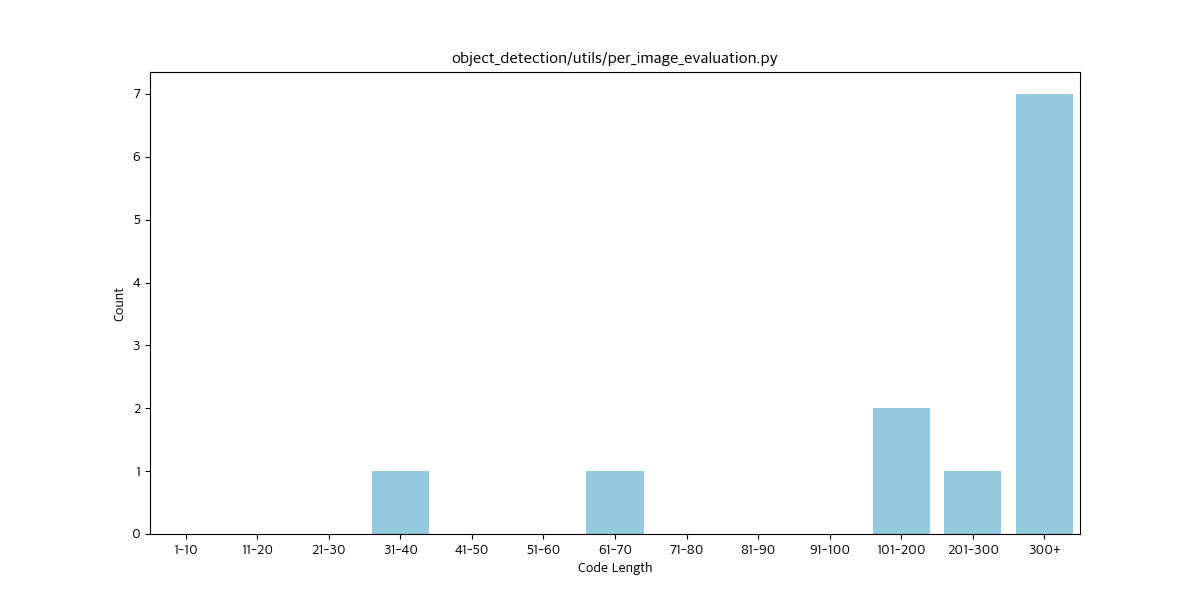 object_detection/utils/per_image_evaluation.py
7
6
5
4
3
2
1
0
Count
1-10 11-20 21-30 31-40 41-50 51-60 61-70 71-80 81-90 91-100 101-200 201-300 300+
Code Length